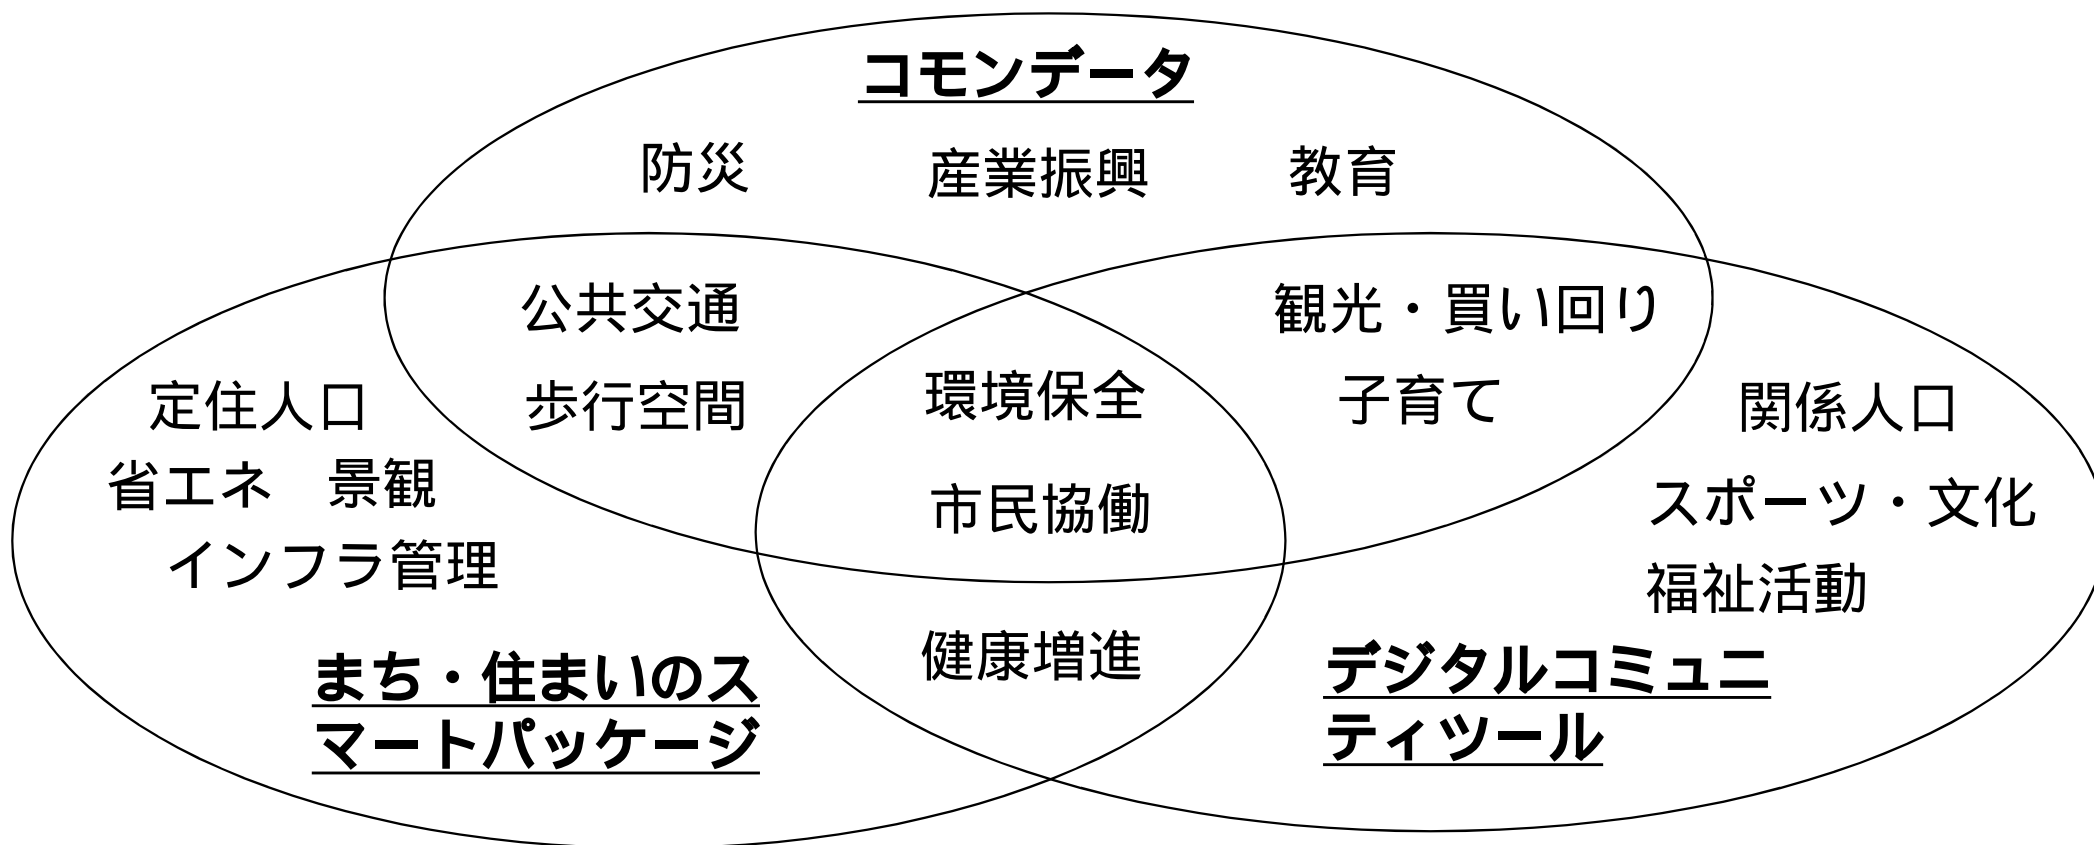 コモンデータ
防災 産業振興 教育
公共交通 観光・買い回り
歩行空間 環境保全 子育て
定住人口 関係人口
省エネ　景観
市民協働 スポーツ・文化
インフラ管理 福祉活動
健康増進
まち・住まいのス
マートパッケージ
デジタルコミュニ
ティツール